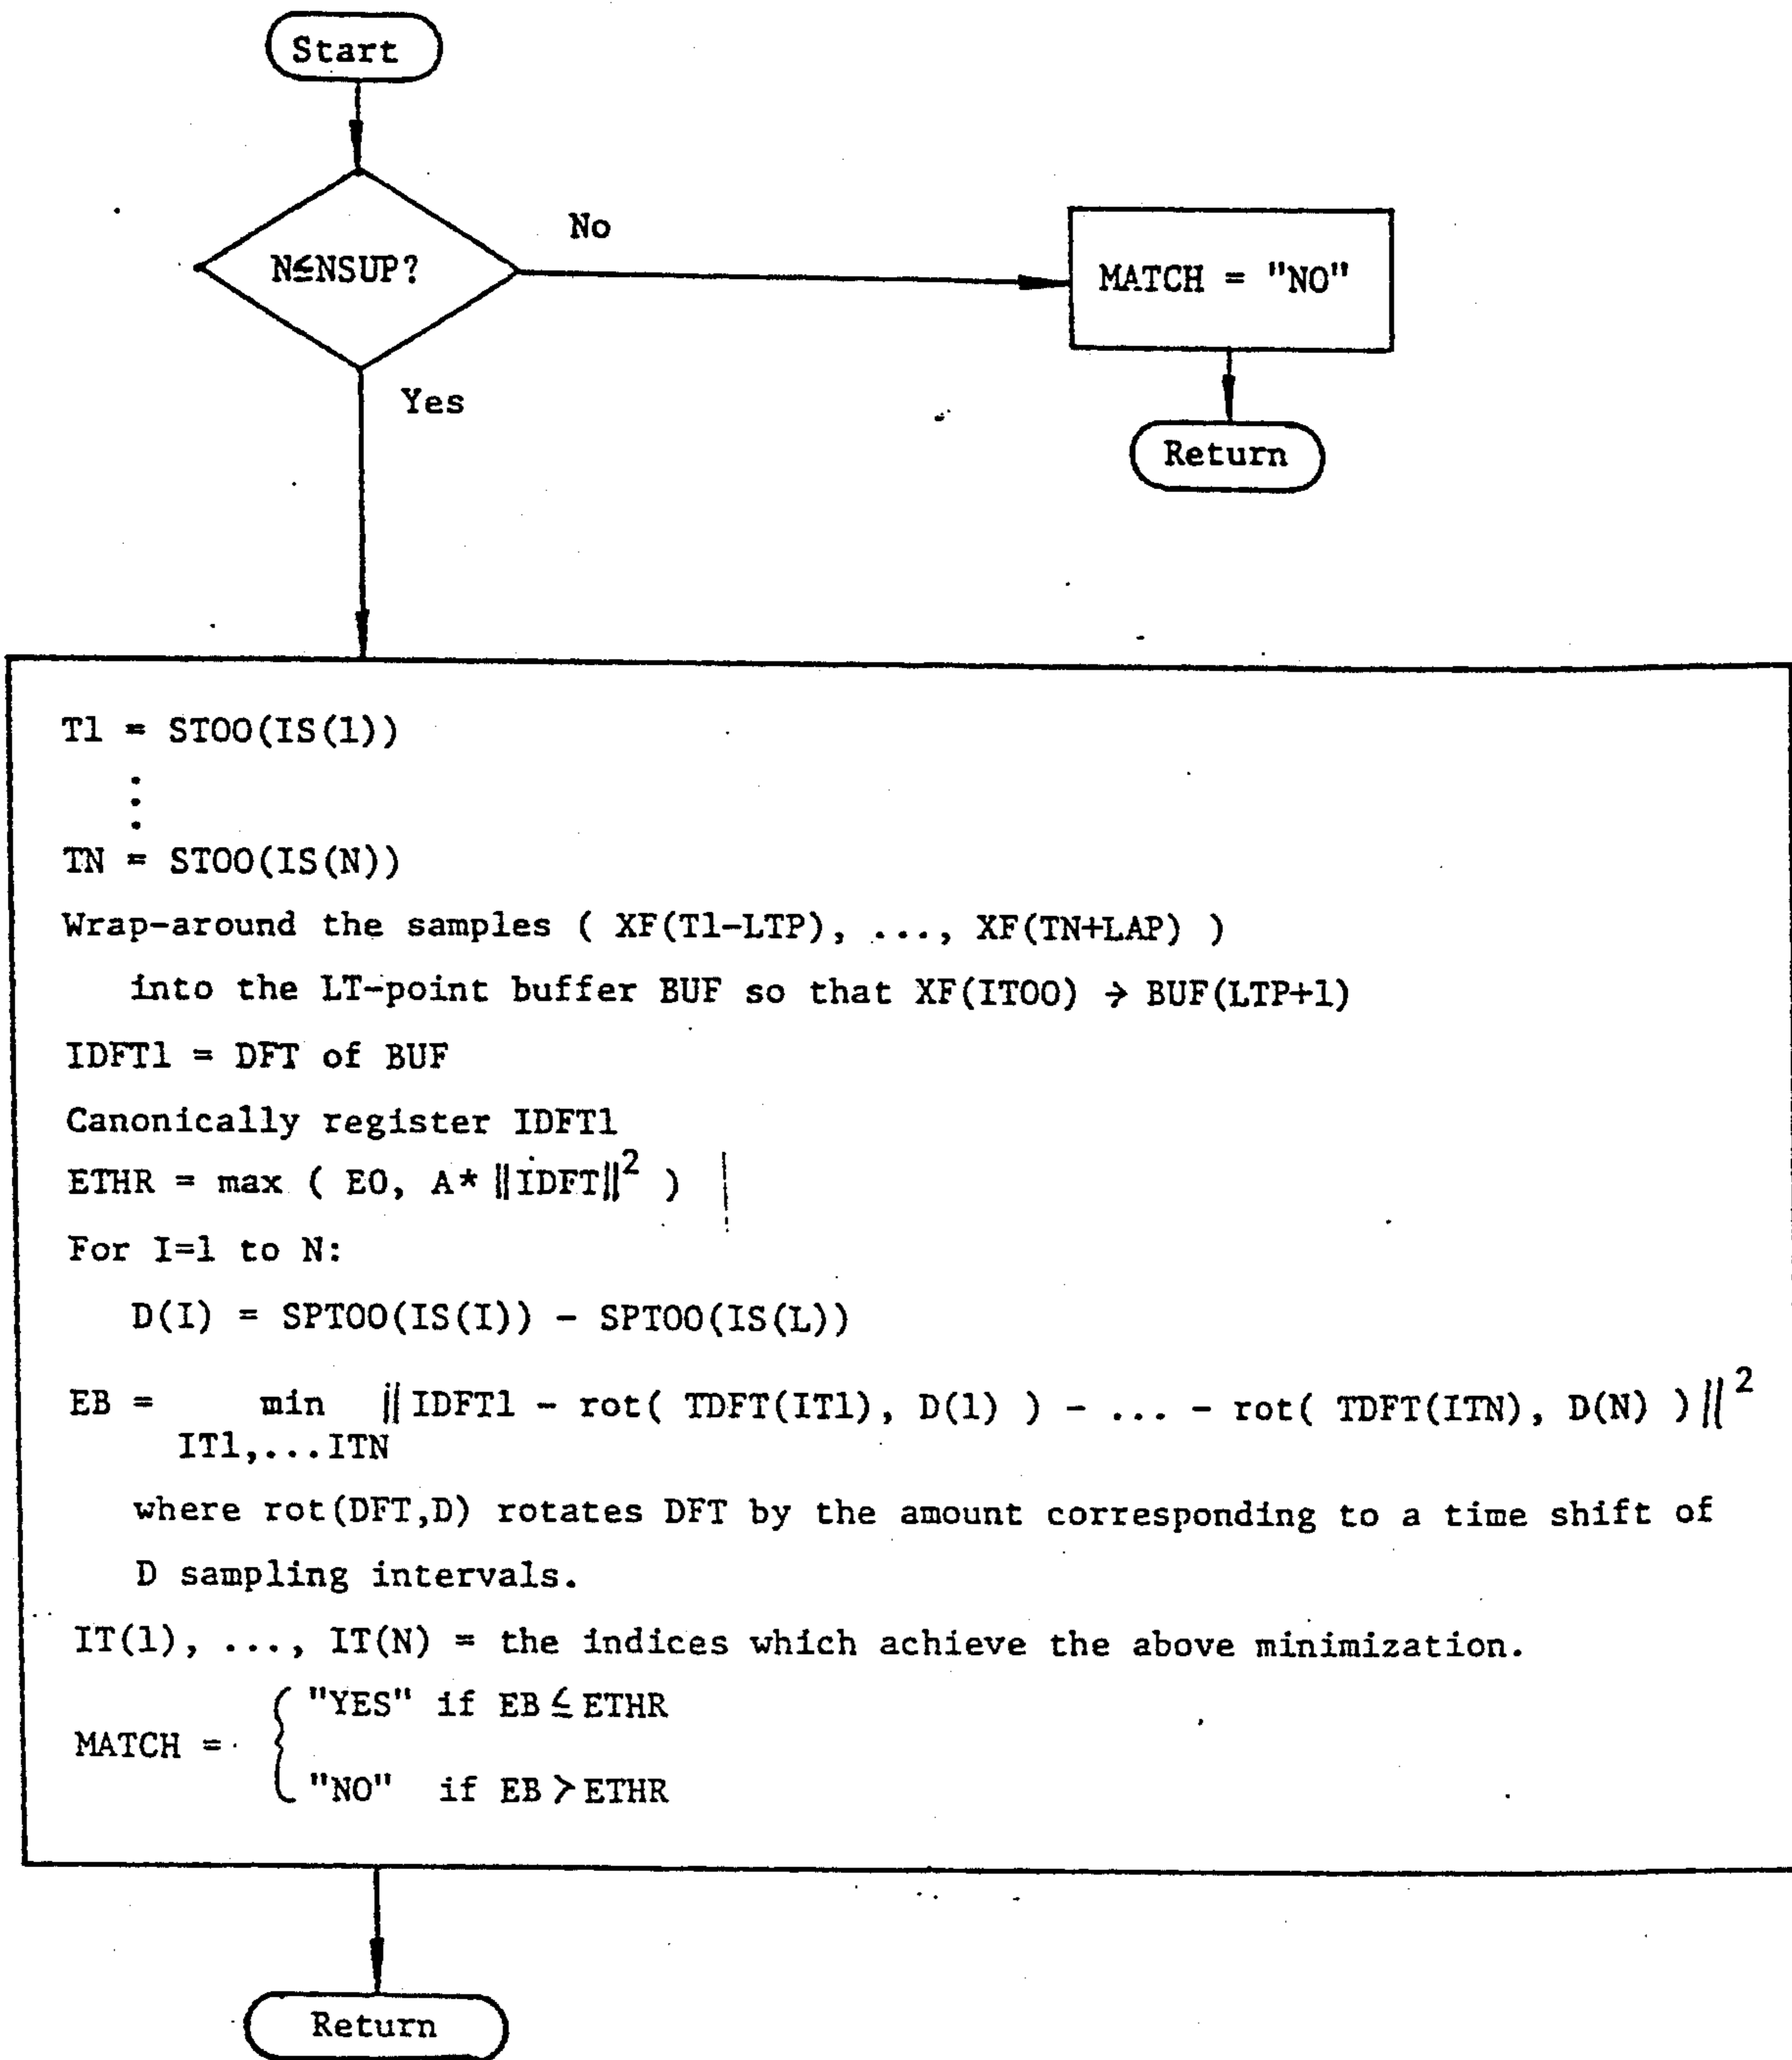 Start
N≤NSUP?
No
MATCH = "NO"
Yes
Return
T1 = STOO(IS(1))
⋮
TN = STOO(IS(N))
Wrap-around the samples ( XF(T1-LTP), ..., XF(TN+LAP) )
into the LT-point buffer BUF so that XF(ITOO) → BUF(LTP+1)
IDFT1 = DFT of BUF
Canonically register IDFT1
ETHR = max ( EO, A* ||IDFT||² )
For I=1 to N:
D(I) = SPTOO(IS(I)) - SPTOO(IS(L))
EB = min || IDFT1 - rot( TDFT(IT1), D(1) ) - ... - rot( TDFT(ITN), D(N) ) ||²
IT1,...ITN
where rot(DFT,D) rotates DFT by the amount corresponding to a time shift of
D sampling intervals.
IT(1), ..., IT(N) = the indices which achieve the above minimization.
"YES" if EB ≤ ETHR
MATCH =
"NO" if EB > ETHR
Return